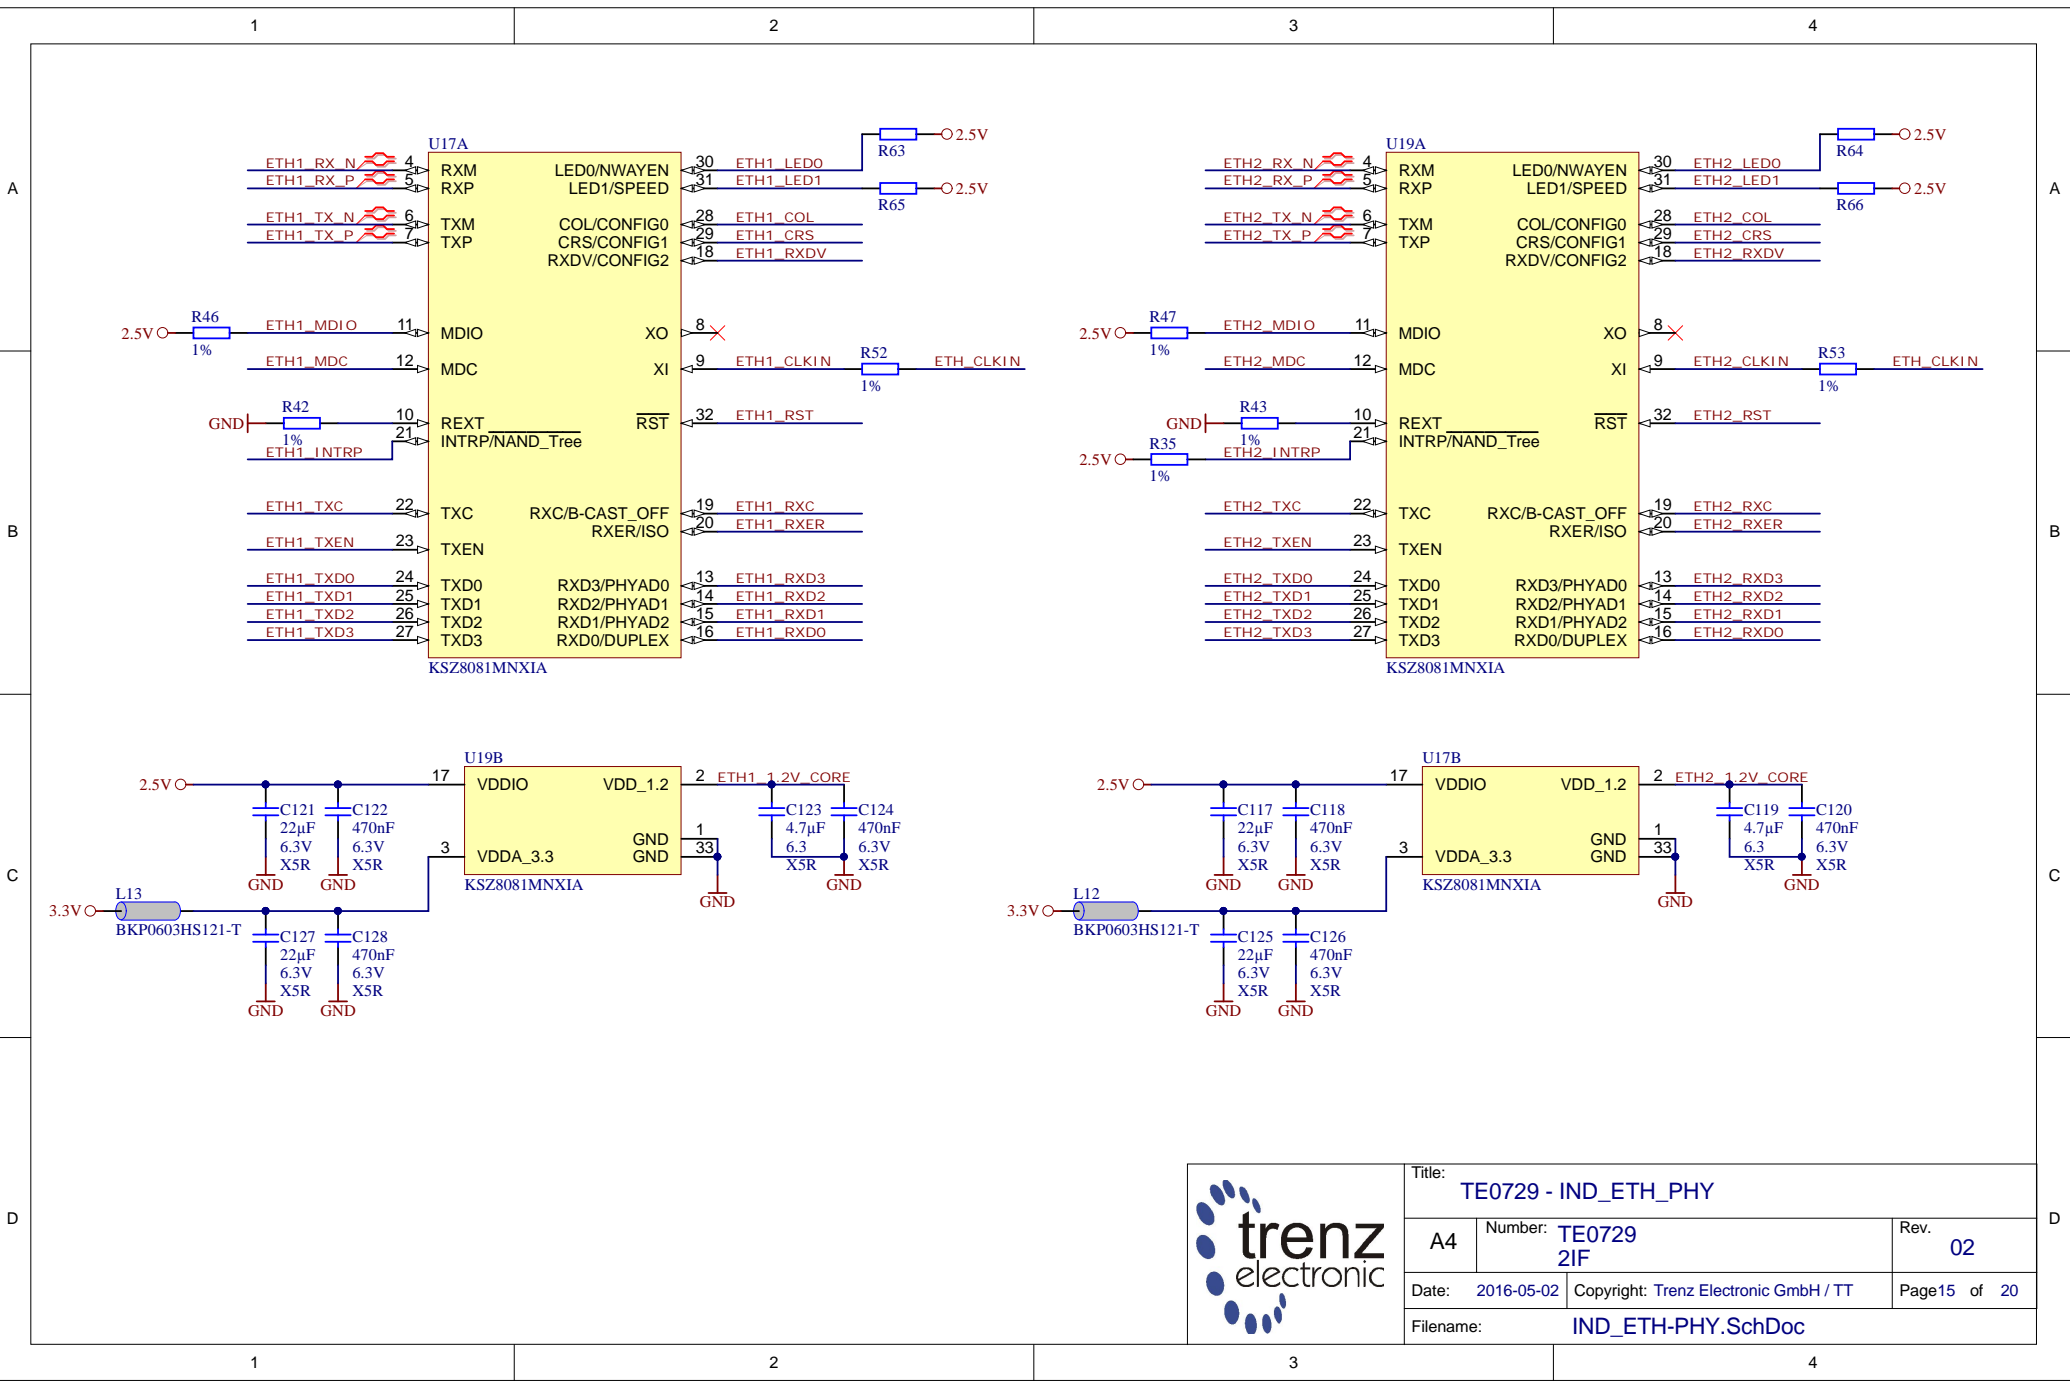 1 2 3 4
A A
B B
C C
D D
U17A
ETH1_RX_N 4 RXM
ETH1_RX_P 5 RXP
ETH1_TX_N 6 TXM
ETH1_TX_P 7 TXP
2.5V R46 1% ETH1_MDIO 11 MDIO
ETH1_MDC 12 MDC
GND R42 1% 10 REXT
ETH1_INTRP 21 INTRP/NAND_Tree
ETH1_TXC 22 TXC
ETH1_TXEN 23 TXEN
ETH1_TXD0 24 TXD0
ETH1_TXD1 25 TXD1
ETH1_TXD2 26 TXD2
ETH1_TXD3 27 TXD3
LED0/NWAYEN 30 ETH1_LED0 R63 2.5V
LED1/SPEED 31 ETH1_LED1 R65 2.5V
COL/CONFIG0 28 ETH1_COL
CRS/CONFIG1 29 ETH1_CRS
RXDV/CONFIG2 18 ETH1_RXDV
XO 8
XI 9 ETH1_CLKIN R52 1% ETH_CLKIN
RST 32 ETH1_RST
RXC/B-CAST_OFF 19 ETH1_RXC
RXER/ISO 20 ETH1_RXER
RXD3/PHYAD0 13 ETH1_RXD3
RXD2/PHYAD1 14 ETH1_RXD2
RXD1/PHYAD2 15 ETH1_RXD1
RXD0/DUPLEX 16 ETH1_RXD0
KSZ8081MNXIA
U19A
ETH2_RX_N 4 RXM
ETH2_RX_P 5 RXP
ETH2_TX_N 6 TXM
ETH2_TX_P 7 TXP
2.5V R47 1% ETH2_MDIO 11 MDIO
ETH2_MDC 12 MDC
GND R43 1% 10 REXT
2.5V R35 1% ETH2_INTRP 21 INTRP/NAND_Tree
ETH2_TXC 22 TXC
ETH2_TXEN 23 TXEN
ETH2_TXD0 24 TXD0
ETH2_TXD1 25 TXD1
ETH2_TXD2 26 TXD2
ETH2_TXD3 27 TXD3
LED0/NWAYEN 30 ETH2_LED0 R64 2.5V
LED1/SPEED 31 ETH2_LED1 R66 2.5V
COL/CONFIG0 28 ETH2_COL
CRS/CONFIG1 29 ETH2_CRS
RXDV/CONFIG2 18 ETH2_RXDV
XO 8
XI 9 ETH2_CLKIN R53 1% ETH_CLKIN
RST 32 ETH2_RST
RXC/B-CAST_OFF 19 ETH2_RXC
RXER/ISO 20 ETH2_RXER
RXD3/PHYAD0 13 ETH2_RXD3
RXD2/PHYAD1 14 ETH2_RXD2
RXD1/PHYAD2 15 ETH2_RXD1
RXD0/DUPLEX 16 ETH2_RXD0
KSZ8081MNXIA
U19B
2.5V 17 VDDIO VDD_1.2 2 ETH1_1.2V_CORE
C121 22µF 6.3V X5R GND
C122 470nF 6.3V X5R GND
3 VDDA_3.3
GND 1
GND 33
GND
KSZ8081MNXIA
C123 4.7µF 6.3 X5R
C124 470nF 6.3V X5R GND
3.3V L13 BKP0603HS121-T
C127 22µF 6.3V X5R GND
C128 470nF 6.3V X5R GND
U17B
2.5V 17 VDDIO VDD_1.2 2 ETH2_1.2V_CORE
C117 22µF 6.3V X5R GND
C118 470nF 6.3V X5R GND
3 VDDA_3.3
GND 1
GND 33
GND
KSZ8081MNXIA
C119 4.7µF 6.3 X5R
C120 470nF 6.3V X5R GND
3.3V L12 BKP0603HS121-T
C125 22µF 6.3V X5R GND
C126 470nF 6.3V X5R GND
trenz
electronic
Title:
TE0729 - IND_ETH_PHY
A4 Number: TE0729 Rev. 02
2IF
Date: 2016-05-02 Copyright: Trenz Electronic GmbH / TT Page15 of 20
Filename: IND_ETH-PHY.SchDoc
1 2 3 4